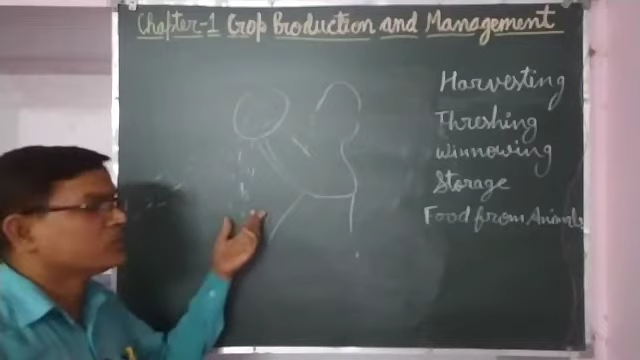 Chapter-1 Crop Production and Management
Harvesting
Threshing
Winnowing
Storage
Food from Animals